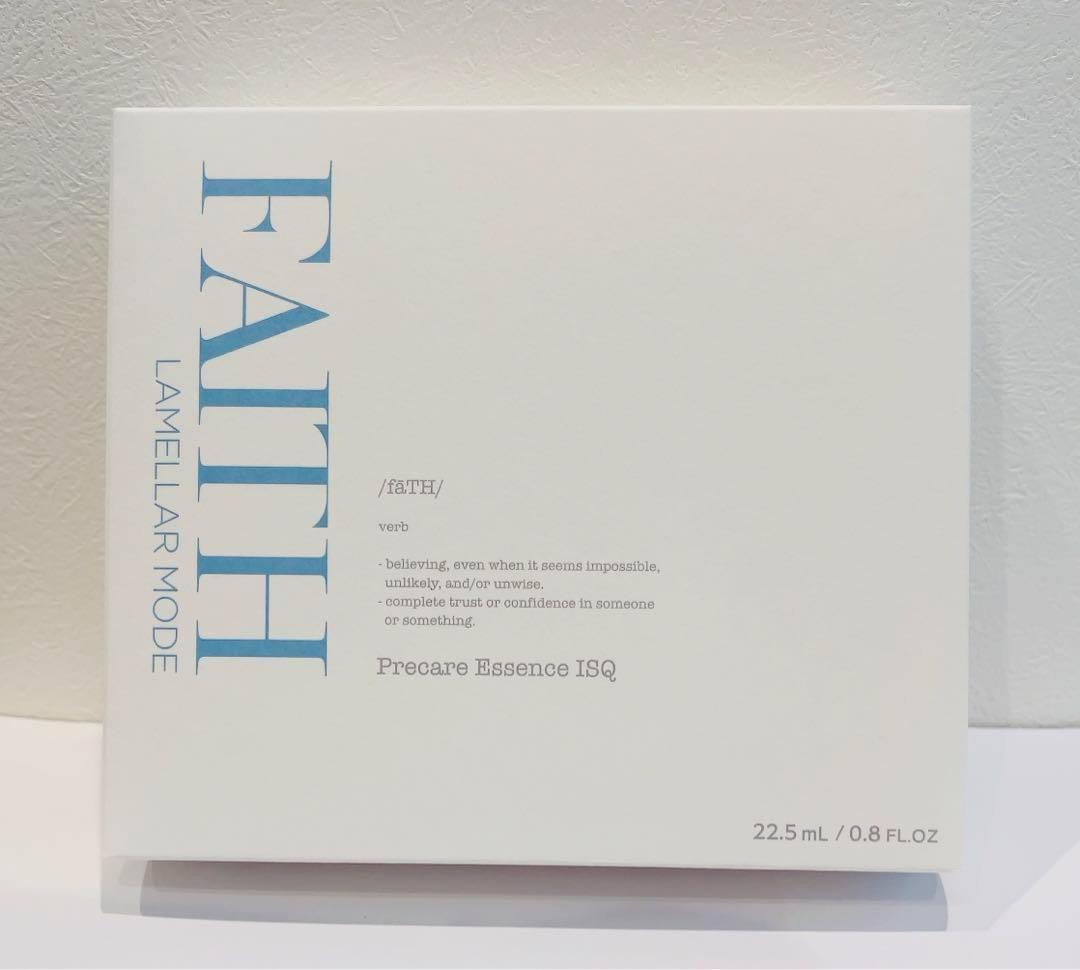 FAITH
LAMELLAR MODE
/fāTH/
verb
- believing, even when it seems impossible,
unlikely, and/or unwise.
- complete trust or confidence in someone
or something.
Precare Essence ISQ
22.5 mL / 0.8 FL.OZ